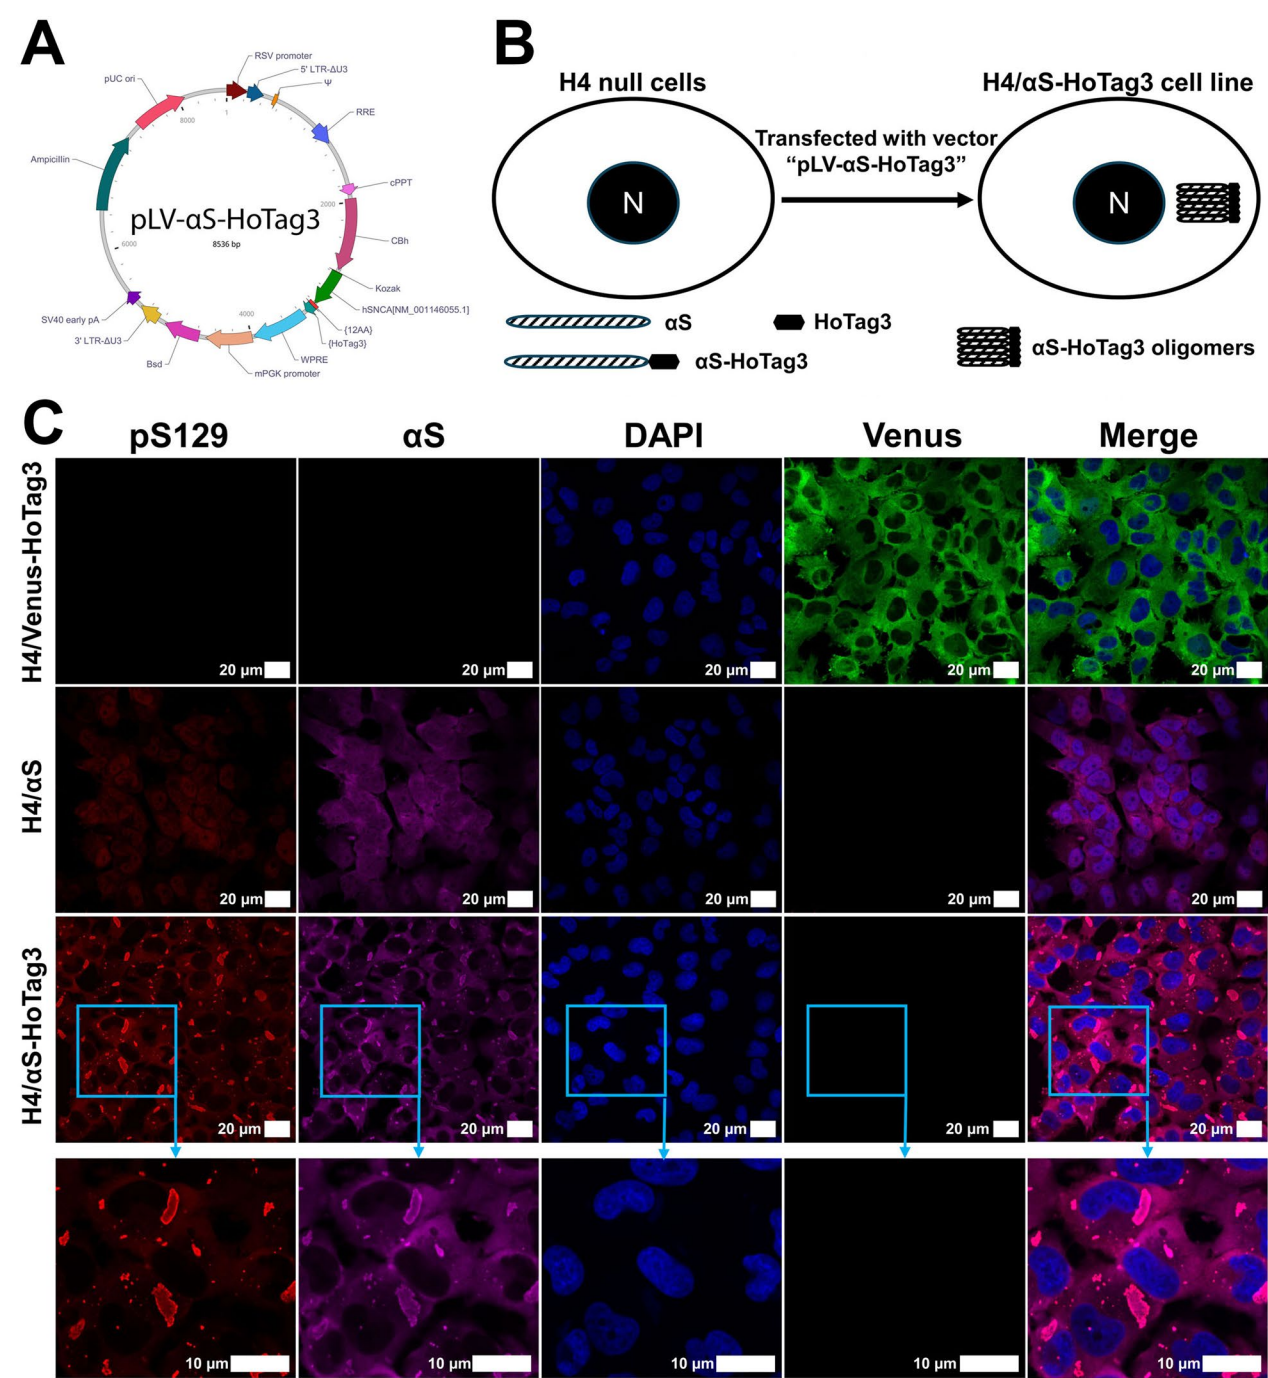 A
RSV promoter
5' LTR-ΔU3
Ψ
RRE
cPPT
CBh
Kozak
hSNCA[NM_001146055.1]
{12AA}
{HoTag3}
WPRE
mPGK promoter
Bsd
3' LTR-ΔU3
SV40 early pA
Ampicillin
pUC ori
1
2000
4000
6000
8000
pLV-αS-HoTag3
8536 bp
B
H4 null cells
H4/αS-HoTag3 cell line
Transfected with vector
“pLV-αS-HoTag3”
N
N
αS
HoTag3
αS-HoTag3
αS-HoTag3 oligomers
C
pS129 αS DAPI Venus Merge
H4/Venus-HoTag3
20 µm 20 µm 20 µm 20 µm 20 µm
H4/αS
20 µm 20 µm 20 µm 20 µm 20 µm
H4/αS-HoTag3
20 µm 20 µm 20 µm 20 µm 20 µm
10 µm 10 µm 10 µm 10 µm 10 µm